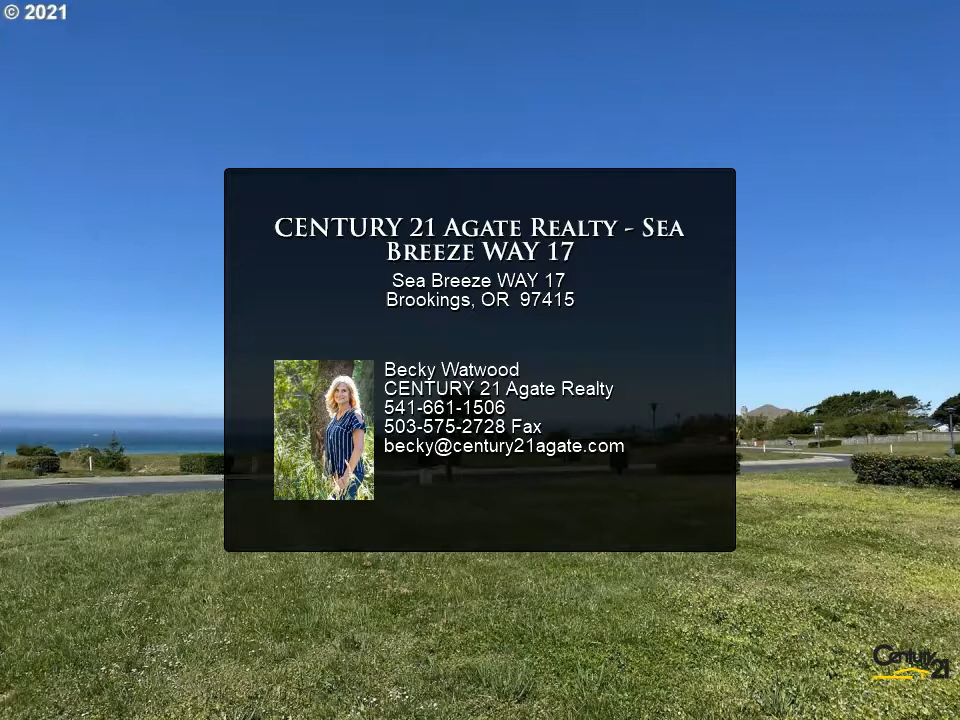 © 2021
CENTURY 21 AGATE REALTY - SEA
BREEZE WAY 17
Sea Breeze WAY 17
Brookings, OR  97415
Becky Watwood
CENTURY 21 Agate Realty
541-661-1506
503-575-2728 Fax
becky@century21agate.com
Century
21